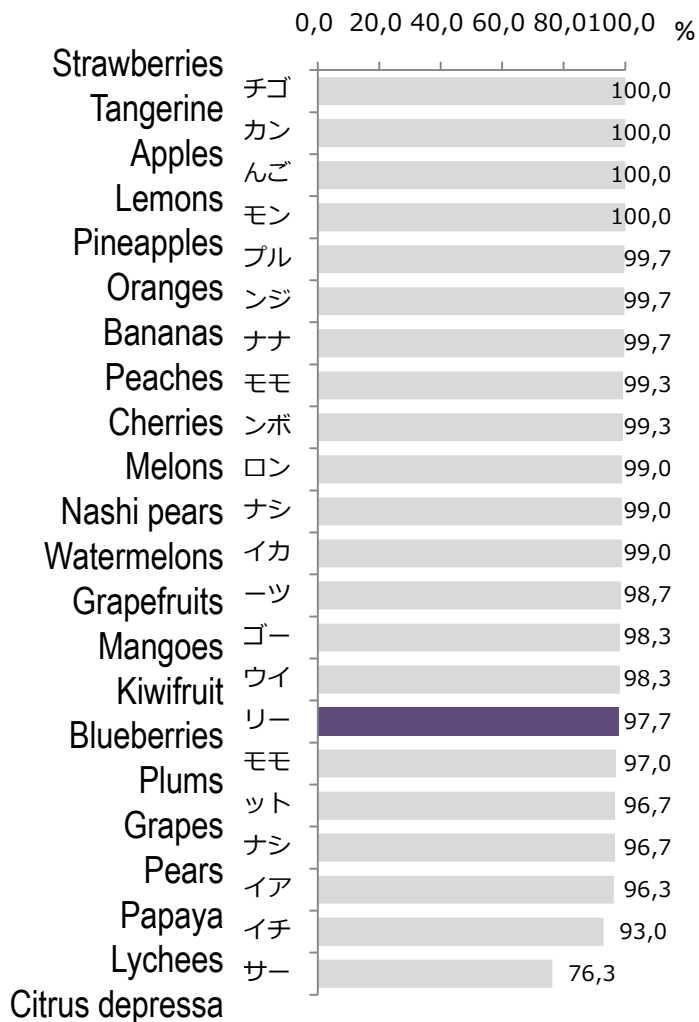 0,0 20,0 40,0 60,0 80,0 100,0 %
Strawberries チゴ 100,0
Tangerine カン 100,0
Apples んご 100,0
Lemons モン 100,0
Pineapples プル 99,7
Oranges ンジ 99,7
Bananas ナナ 99,7
Peaches モモ 99,3
Cherries ンボ 99,3
Melons ロン 99,0
Nashi pears ナシ 99,0
Watermelons イカ 99,0
Grapefruits ーツ 98,7
Mangoes ゴー 98,3
Kiwifruit ウイ 98,3
Blueberries リー 97,7
Plums モモ 97,0
Grapes ット 96,7
Pears ナシ 96,7
Papaya イア 96,3
Lychees イチ 93,0
Citrus depressa サー 76,3